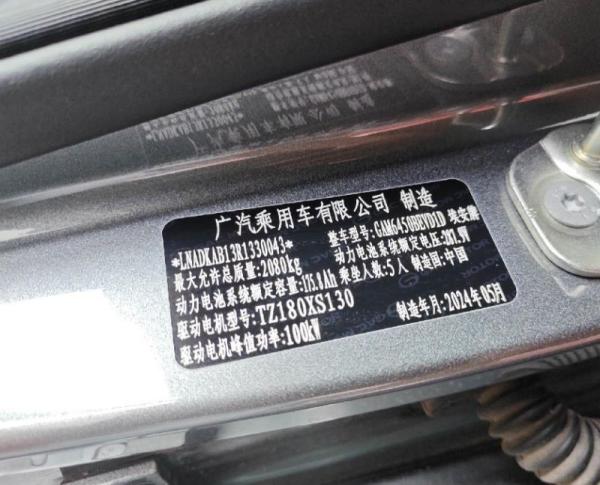 广汽乘用车有限公司 制造
*LNADKAB13R1330043* 整车型号:GAM6450BEVD1D 埃安牌
最大允许总质量:2080kg 动力电池系统额定电压:
动力电池系统额定容量:175.0Ah 乘坐人数:5人 制造国:中国
驱动电机型号:TZ180XS130
驱动电机峰值功率:100kW 制造年月:2024年05月